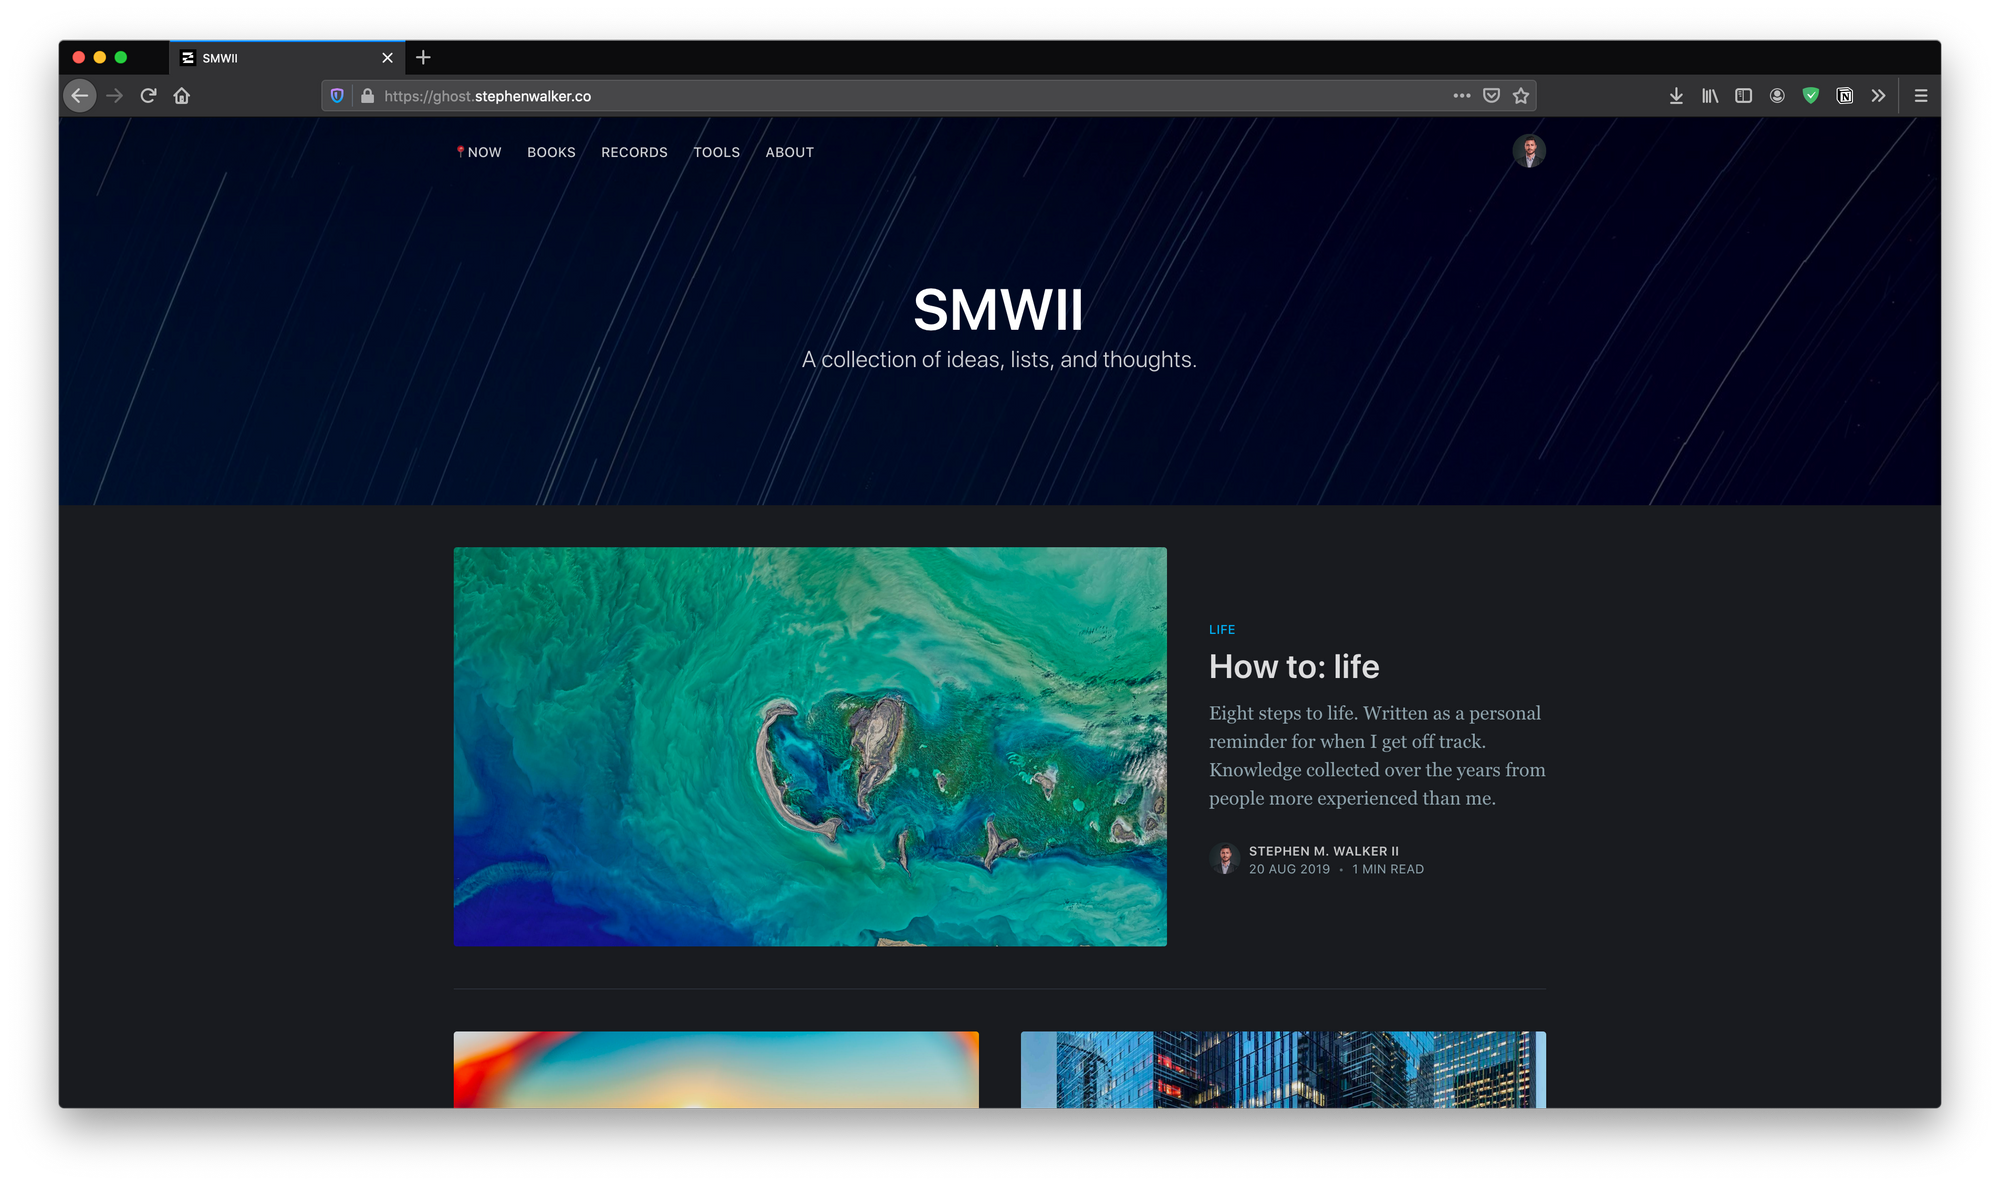 SMWII
https://ghost.stephenwalker.co
NOW BOOKS RECORDS TOOLS ABOUT
SMWII
A collection of ideas, lists, and thoughts.
LIFE
How to: life
Eight steps to life. Written as a personal
reminder for when I get off track.
Knowledge collected over the years from
people more experienced than me.
STEPHEN M. WALKER II
20 AUG 2019 • 1 MIN READ